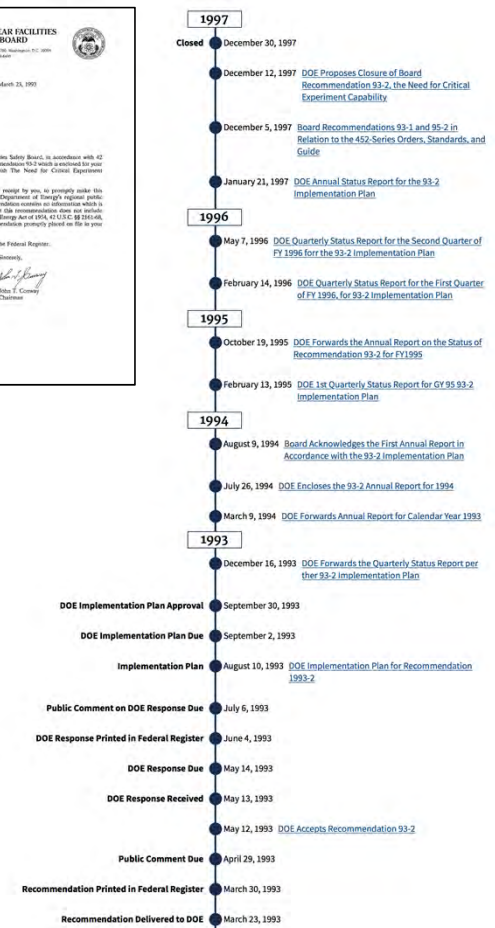 EAR FACILITIES
BOARD
March 23, 1993
es Safety Board, in accordance with 42
mendation 93-2 which is enclosed for your
The Need for Critical Experiment
receipt by you, to promptly make this
Department of Energy's regional public
ndation contains no information which is
this recommendation does not include
Energy Act of 1954, 42 U.S.C. §§ 2161-68,
endation promptly placed on file in your
he Federal Register.
Sincerely,
John T. Conway
Chairman
1997
Closed December 30, 1997
December 12, 1997 DOE Proposes Closure of Board
Recommendation 93-2, the Need for Critical
Experiment Capability
December 5, 1997 Board Recommendations 93-1 and 95-2 in
Relation to the 452-Series Orders, Standards, and
Guide
January 21, 1997 DOE Annual Status Report for the 93-2
Implementation Plan
1996
May 7, 1996 DOE Quarterly Status Report for the Second Quarter of
FY 1996 forr the 93-2 Implementation Plan
February 14, 1996 DOE Quarterly Status Report for the First Quarter
of FY 1996, for 93-2 Implementation Plan
1995
October 19, 1995 DOE Forwards the Annual Report on the Status of
Recommendation 93-2 for FY1995
February 13, 1995 DOE 1st Quarterly Status Report for GY 95 93-2
Implementation Plan
1994
August 9, 1994 Board Acknowledges the First Annual Report in
Accordance with the 93-2 Implementation Plan
July 26, 1994 DOE Encloses the 93-2 Annual Report for 1994
March 9, 1994 DOE Forwards Annual Report for Calendar Year 1993
1993
December 16, 1993 DOE Forwards the Quarterly Status Report per
ther 93-2 implementation Plan
DOE Implementation Plan Approval September 30, 1993
DOE Implementation Plan Due September 2, 1993
Implementation Plan August 10, 1993 DOE Implementation Plan for Recommendation
1993-2
Public Comment on DOE Response Due July 6, 1993
DOE Response Printed in Federal Register June 4, 1993
DOE Response Due May 14, 1993
DOE Response Received May 13, 1993
May 12, 1993 DOE Accepts Recommendation 93-2
Public Comment Due April 29, 1993
Recommendation Printed in Federal Register March 30, 1993
Recommendation Delivered to DOE March 23, 1993